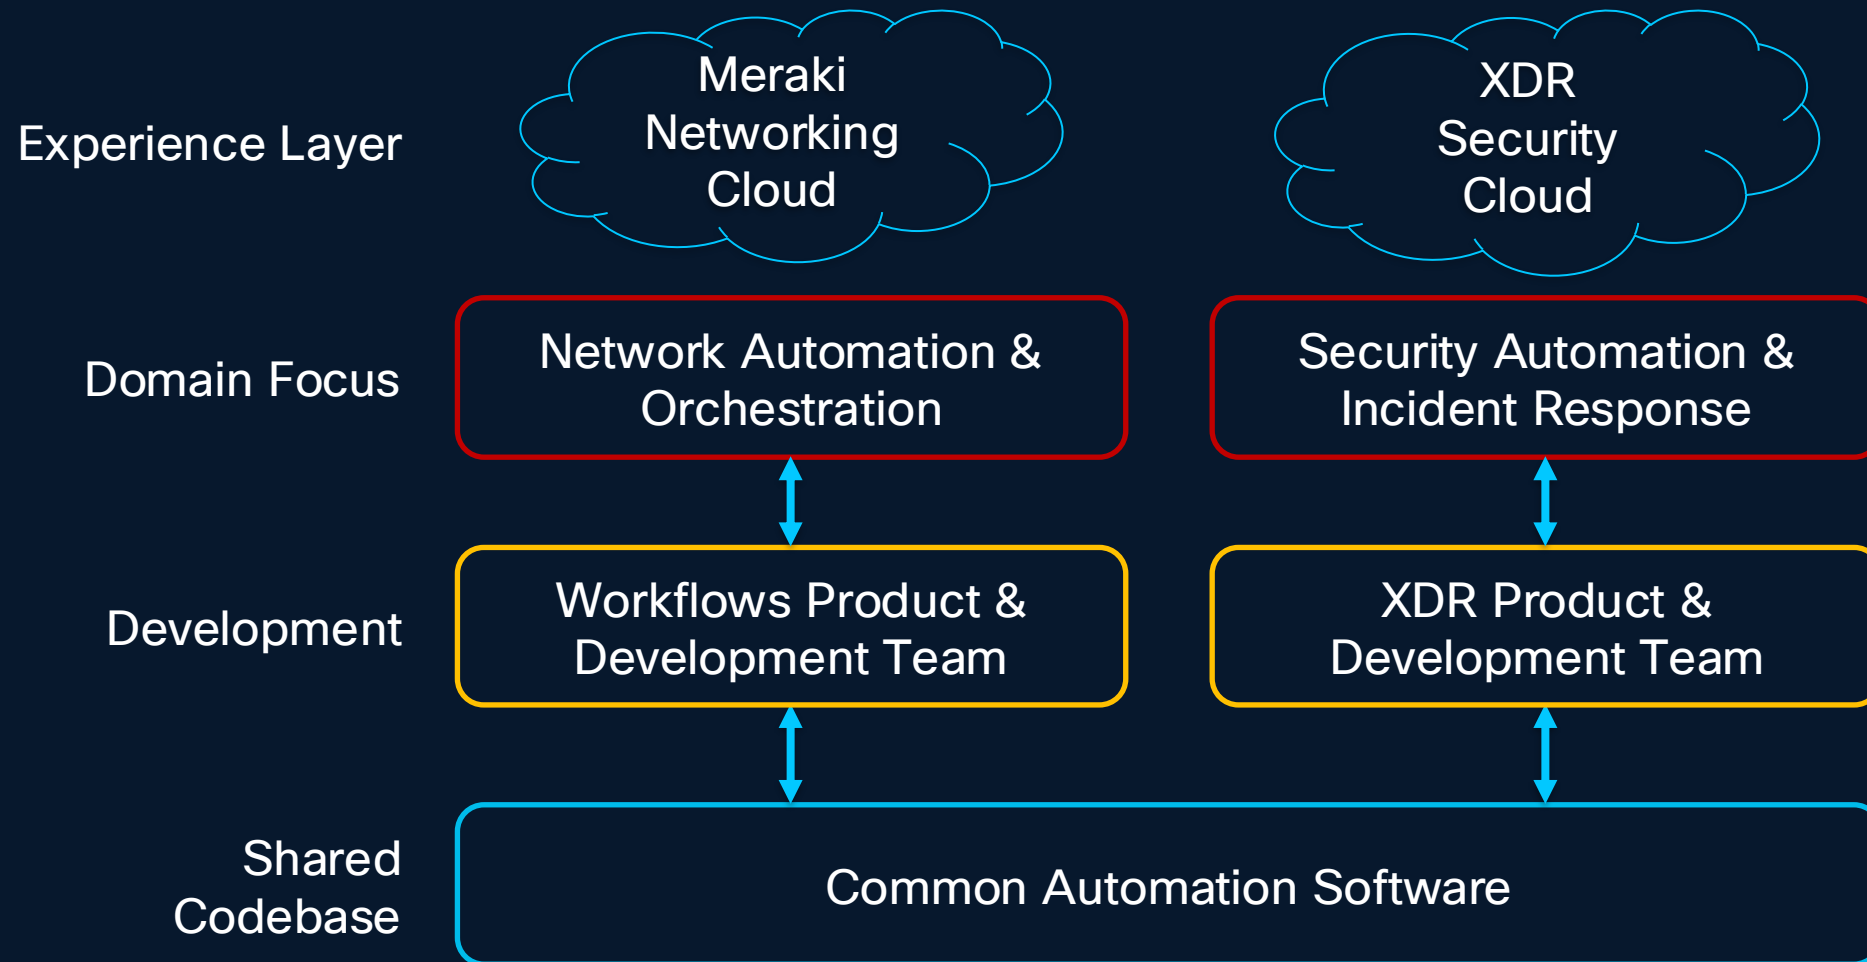 Experience Layer
Meraki
Networking
Cloud
XDR
Security
Cloud
Domain Focus
Network Automation &
Orchestration
Security Automation &
Incident Response
Development
Workflows Product &
Development Team
XDR Product &
Development Team
Shared
Codebase
Common Automation Software